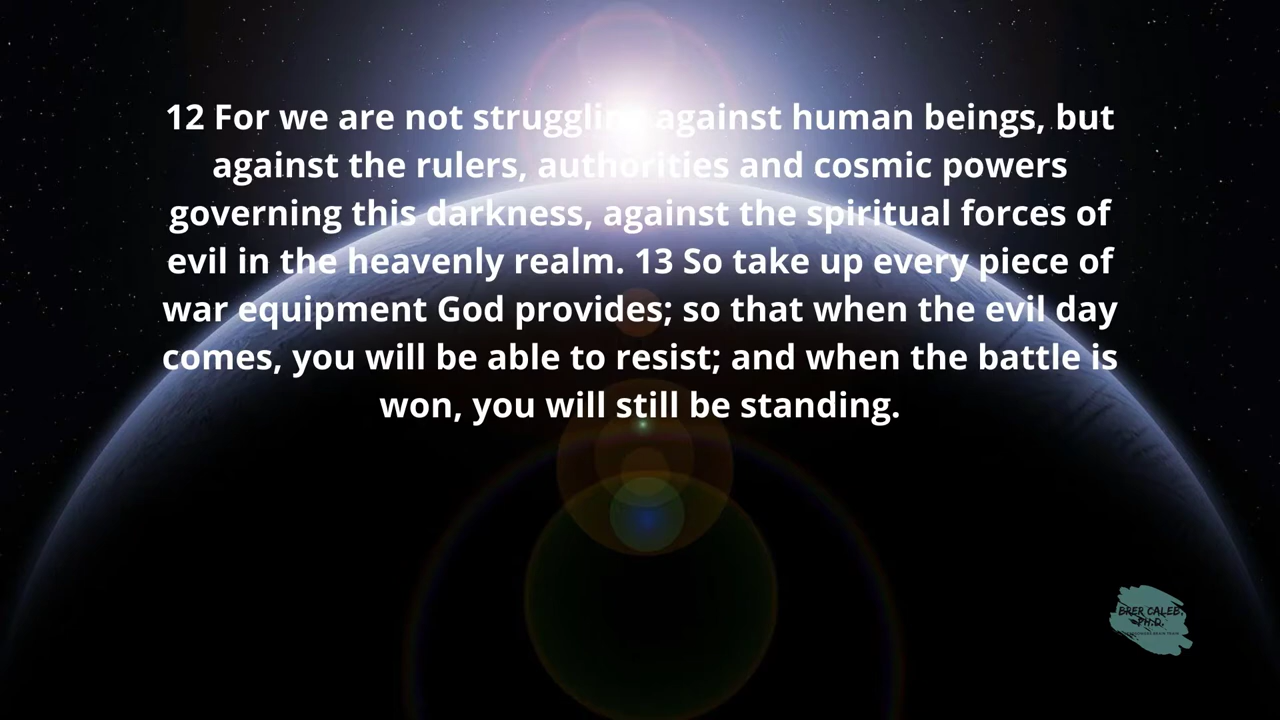 12 For we are not struggling against human beings, but
against the rulers, authorities and cosmic powers
governing this darkness, against the spiritual forces of
evil in the heavenly realm. 13 So take up every piece of
war equipment God provides; so that when the evil day
comes, you will be able to resist; and when the battle is
won, you will still be standing.
BRER CALEB,
PH.D.